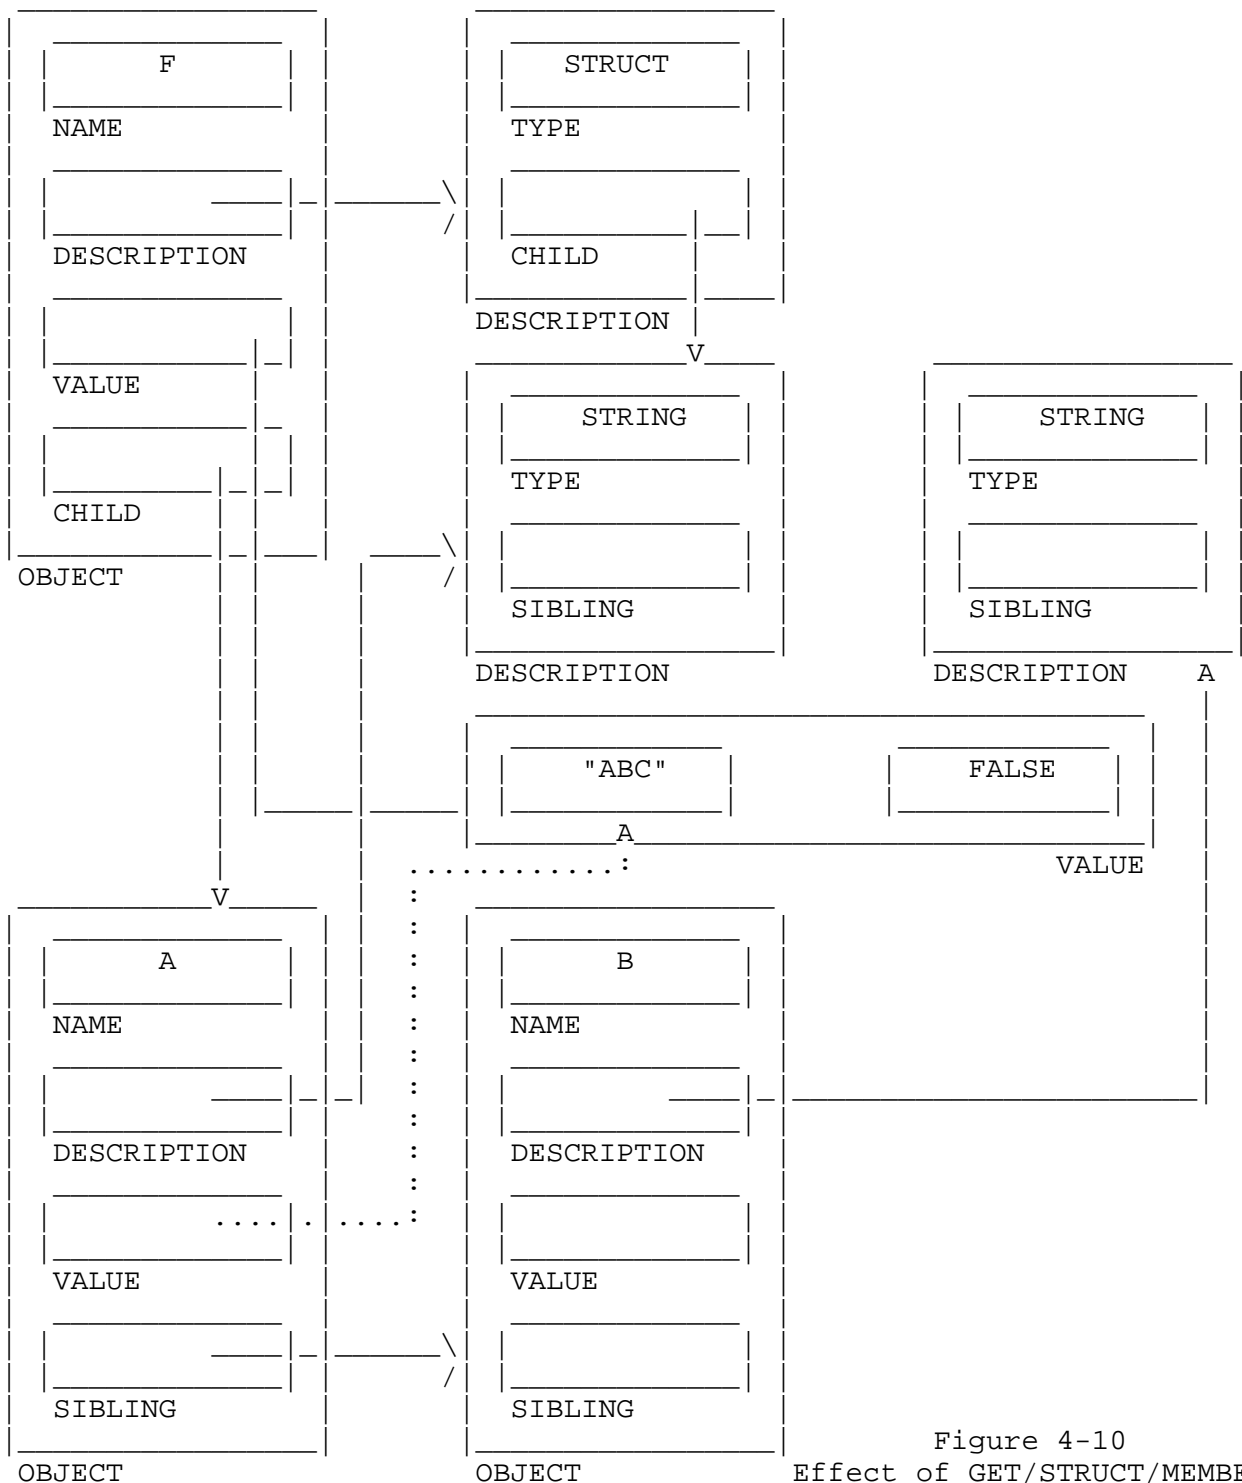 F STRUCT
NAME TYPE
DESCRIPTION CHILD
DESCRIPTION
V
VALUE
STRING STRING
TYPE TYPE
CHILD
OBJECT
SIBLING SIBLING
DESCRIPTION DESCRIPTION A
"ABC" FALSE
A
VALUE
V
A B
NAME NAME
DESCRIPTION DESCRIPTION
VALUE VALUE
SIBLING SIBLING
Figure 4-10
OBJECT OBJECT Effect of GET/STRUCT/MEMBE